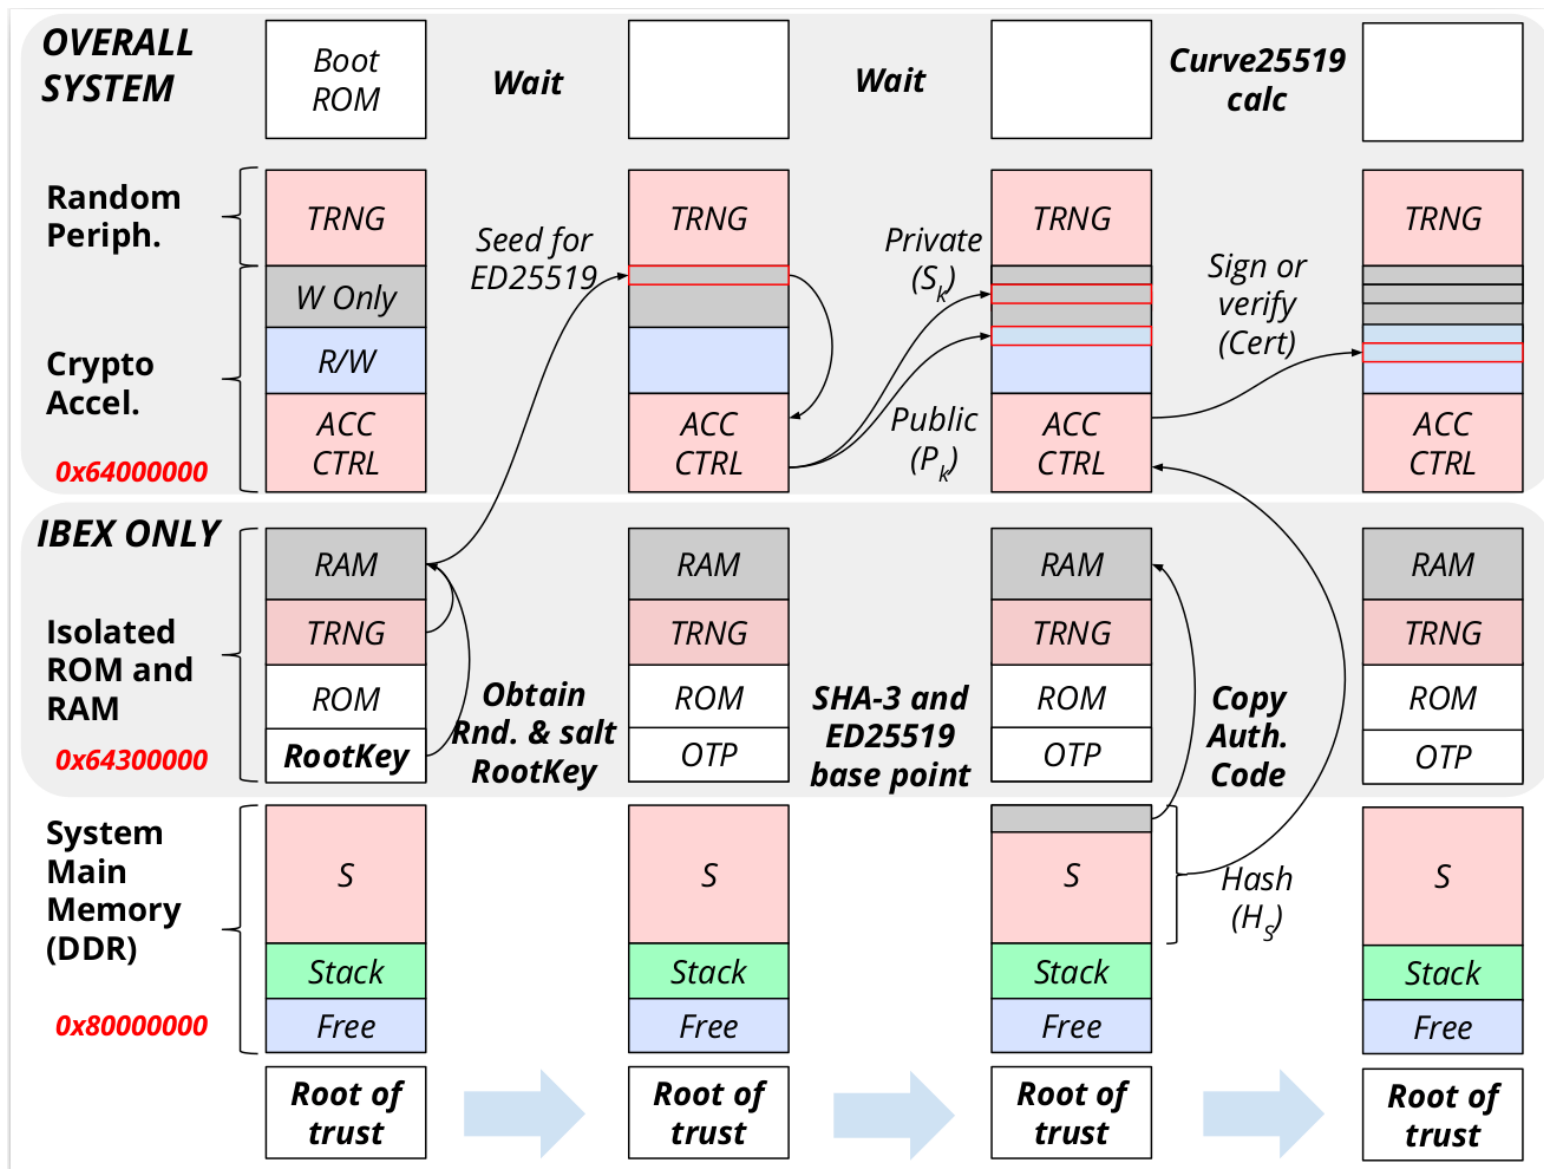 OVERALL
SYSTEM
Boot
ROM
Wait
Wait
Curve25519
calc
Random
Periph.
TRNG
TRNG
TRNG
TRNG
Seed for
ED25519
Private
(Sk)
Sign or
verify
(Cert)
W Only
R/W
Crypto
Accel.
ACC
CTRL
ACC
CTRL
Public
(Pk)
ACC
CTRL
ACC
CTRL
0x64000000
IBEX ONLY
RAM
RAM
RAM
RAM
Isolated
ROM and
RAM
TRNG
TRNG
TRNG
TRNG
ROM
ROM
ROM
ROM
Obtain
Rnd. & salt
RootKey
SHA-3 and
ED25519
base point
Copy
Auth.
Code
0x64300000
RootKey
OTP
OTP
OTP
System
Main
Memory
(DDR)
S
S
S
S
Hash
(HS)
Stack
Stack
Stack
Stack
0x80000000
Free
Free
Free
Free
Root of
trust
Root of
trust
Root of
trust
Root of
trust